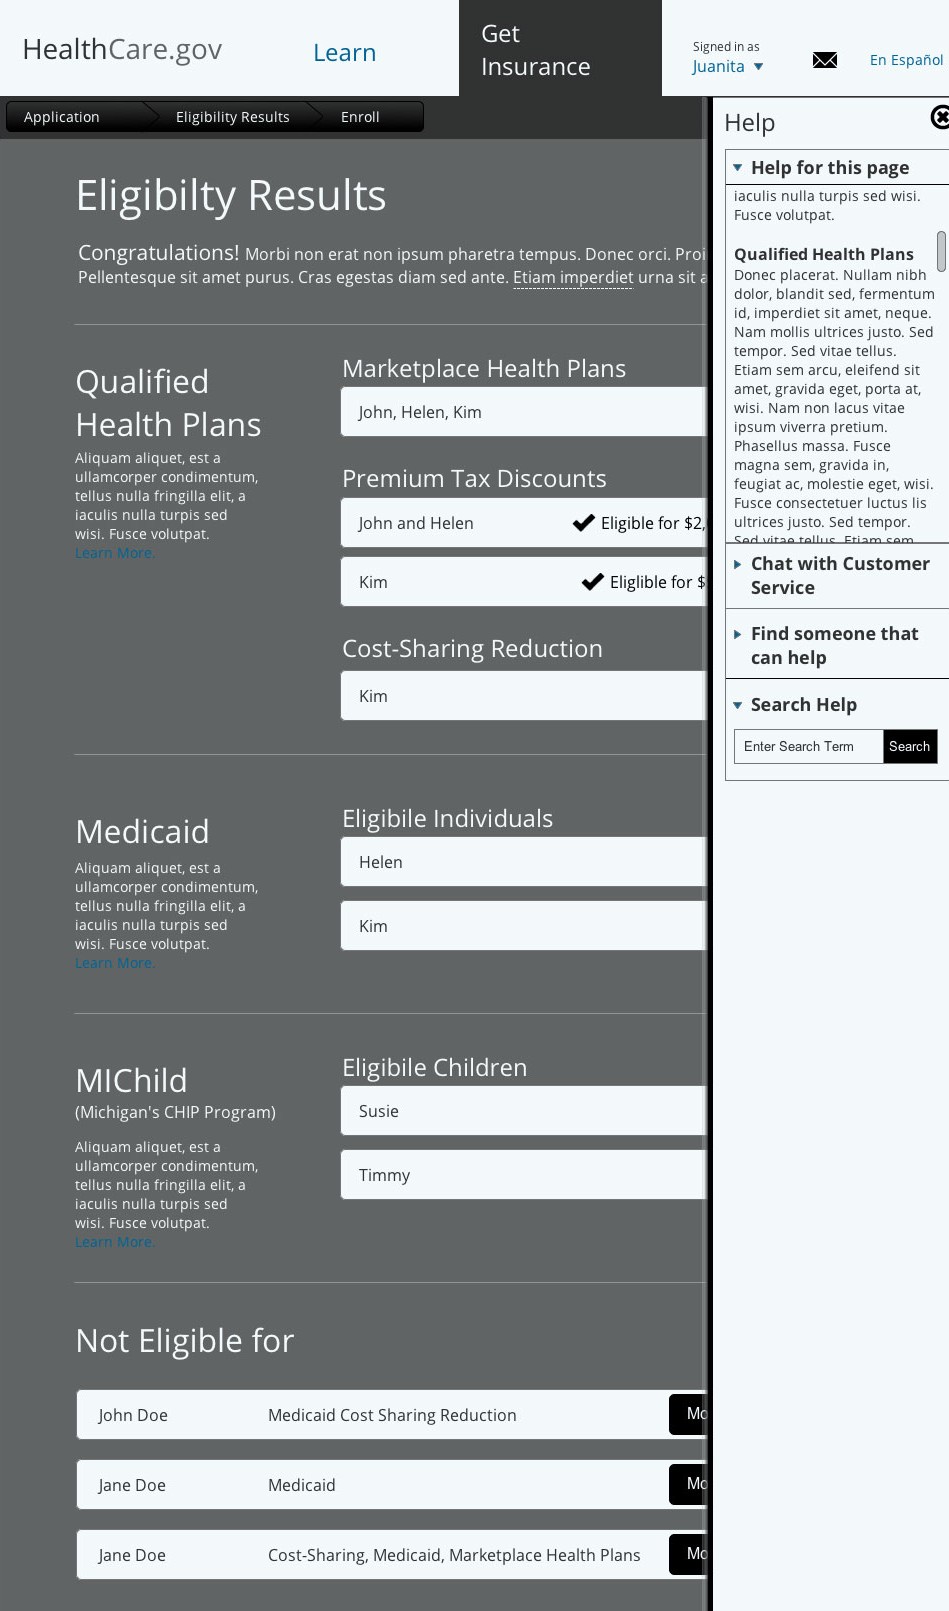 HealthCare.gov
Learn
Get
Insurance
Signed in as
Juanita
En Español
Application
Eligibility Results
Enroll
Eligibilty Results
Congratulations! Morbi non erat non ipsum pharetra tempus. Donec orci. Proi
Pellentesque sit amet purus. Cras egestas diam sed ante. Etiam imperdiet urna sit a
Qualified
Health Plans
Aliquam aliquet, est a
ullamcorper condimentum,
tellus nulla fringilla elit, a
iaculis nulla turpis sed
wisi. Fusce volutpat.
Learn More.
Marketplace Health Plans
John, Helen, Kim
Premium Tax Discounts
John and Helen Eligible for $2,
Kim Eliglible for $
Cost-Sharing Reduction
Kim
Medicaid
Aliquam aliquet, est a
ullamcorper condimentum,
tellus nulla fringilla elit, a
iaculis nulla turpis sed
wisi. Fusce volutpat.
Learn More.
Eligibile Individuals
Helen
Kim
MIChild
(Michigan's CHIP Program)
Aliquam aliquet, est a
ullamcorper condimentum,
tellus nulla fringilla elit, a
iaculis nulla turpis sed
wisi. Fusce volutpat.
Learn More.
Eligibile Children
Susie
Timmy
Not Eligible for
John Doe Medicaid Cost Sharing Reduction Mo
Jane Doe Medicaid Mo
Jane Doe Cost-Sharing, Medicaid, Marketplace Health Plans Mo
Help
Help for this page
iaculis nulla turpis sed wisi.
Fusce volutpat.
Qualified Health Plans
Donec placerat. Nullam nibh
dolor, blandit sed, fermentum
id, imperdiet sit amet, neque.
Nam mollis ultrices justo. Sed
tempor. Sed vitae tellus.
Etiam sem arcu, eleifend sit
amet, gravida eget, porta at,
wisi. Nam non lacus vitae
ipsum viverra pretium.
Phasellus massa. Fusce
magna sem, gravida in,
feugiat ac, molestie eget, wisi.
Fusce consectetuer luctus lis
ultrices justo. Sed tempor.
Sed vitae tellus. Etiam sem
Chat with Customer
Service
Find someone that
can help
Search Help
Enter Search Term
Search